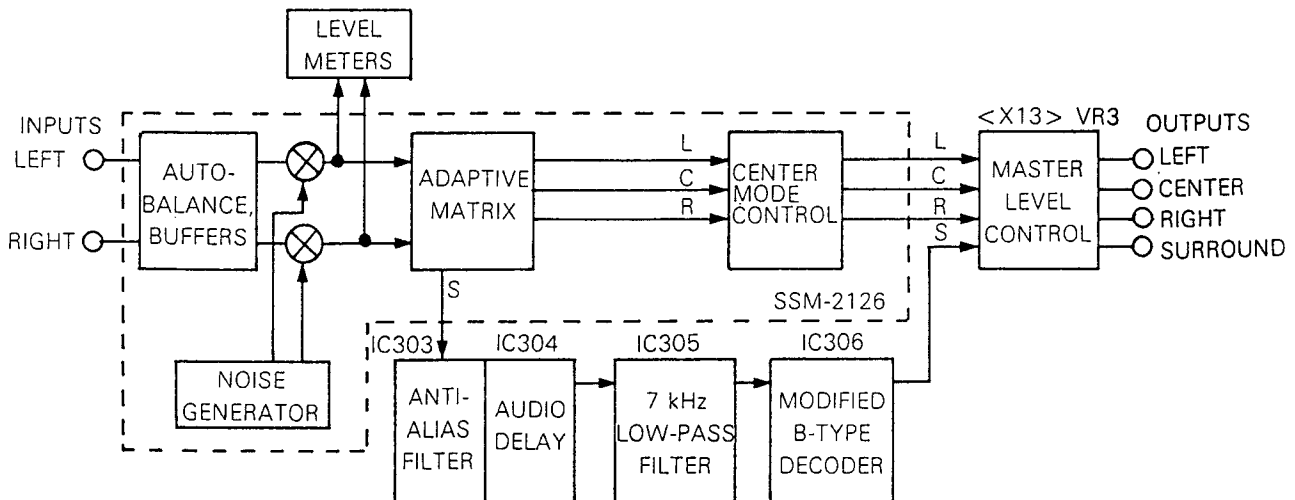 LEVEL
METERS
INPUTS
LEFT
RIGHT
AUTO-
BALANCE,
BUFFERS
NOISE
GENERATOR
ADAPTIVE
MATRIX
L
C
R
S
CENTER
MODE
CONTROL
SSM-2126
L
C
R
S
<X13> VR3
MASTER
LEVEL
CONTROL
OUTPUTS
LEFT
CENTER
RIGHT
SURROUND
IC303
ANTI-
ALIAS
FILTER
IC304
AUDIO
DELAY
IC305
7 kHz
LOW-PASS
FILTER
IC306
MODIFIED
B-TYPE
DECODER